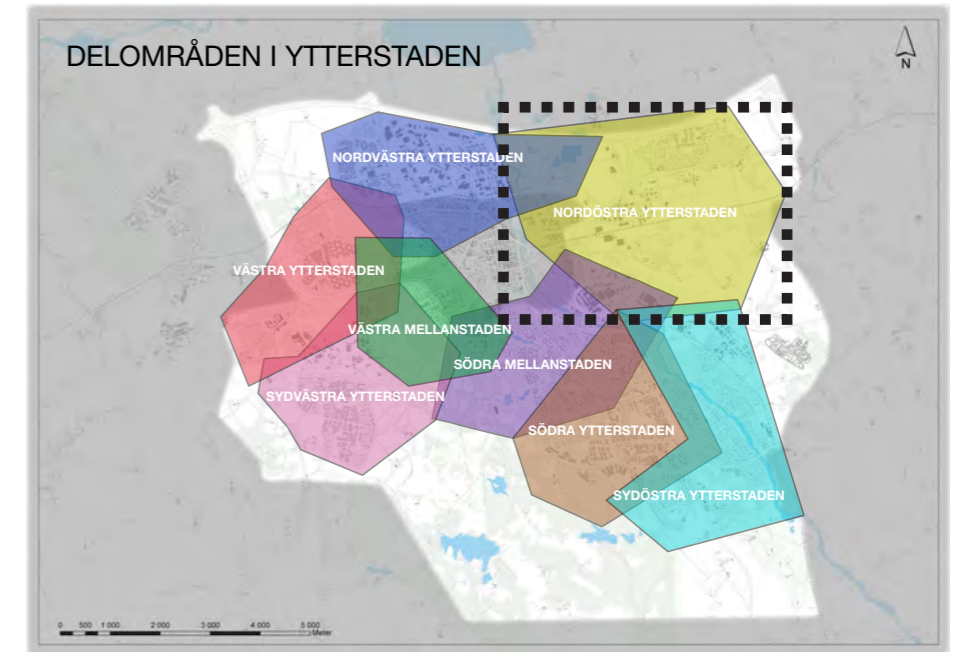 DELOMRÅDEN I YTTERSTADEN
N
NORDVÄSTRA YTTERSTADEN
NORDÖSTRA YTTERSTADEN
VÄSTRA YTTERSTADEN
VÄSTRA MELLANSTADEN
SÖDRA MELLANSTADEN
SYDVÄSTRA YTTERSTADEN
SÖDRA YTTERSTADEN
SYDÖSTRA YTTERSTADEN
0 500 1 000 2 000 3 000 4 000 5 000
Meter